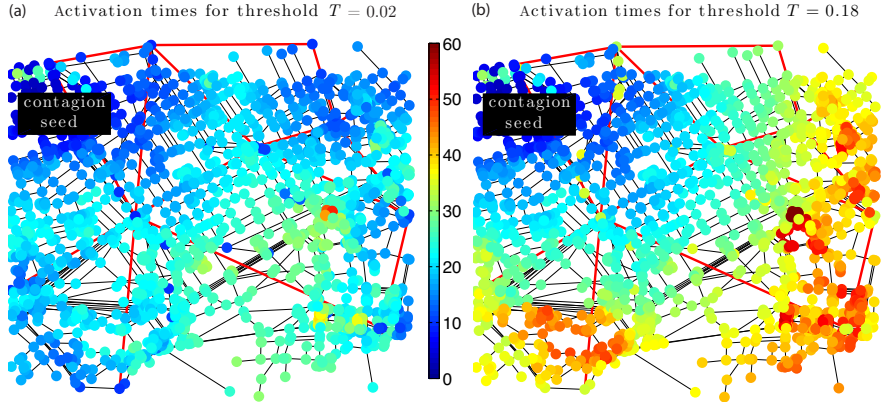 (a) Activation times for threshold T = 0.02
(b) Activation times for threshold T = 0.18
contagion
seed
60
50
40
30
20
10
0
contagion
seed